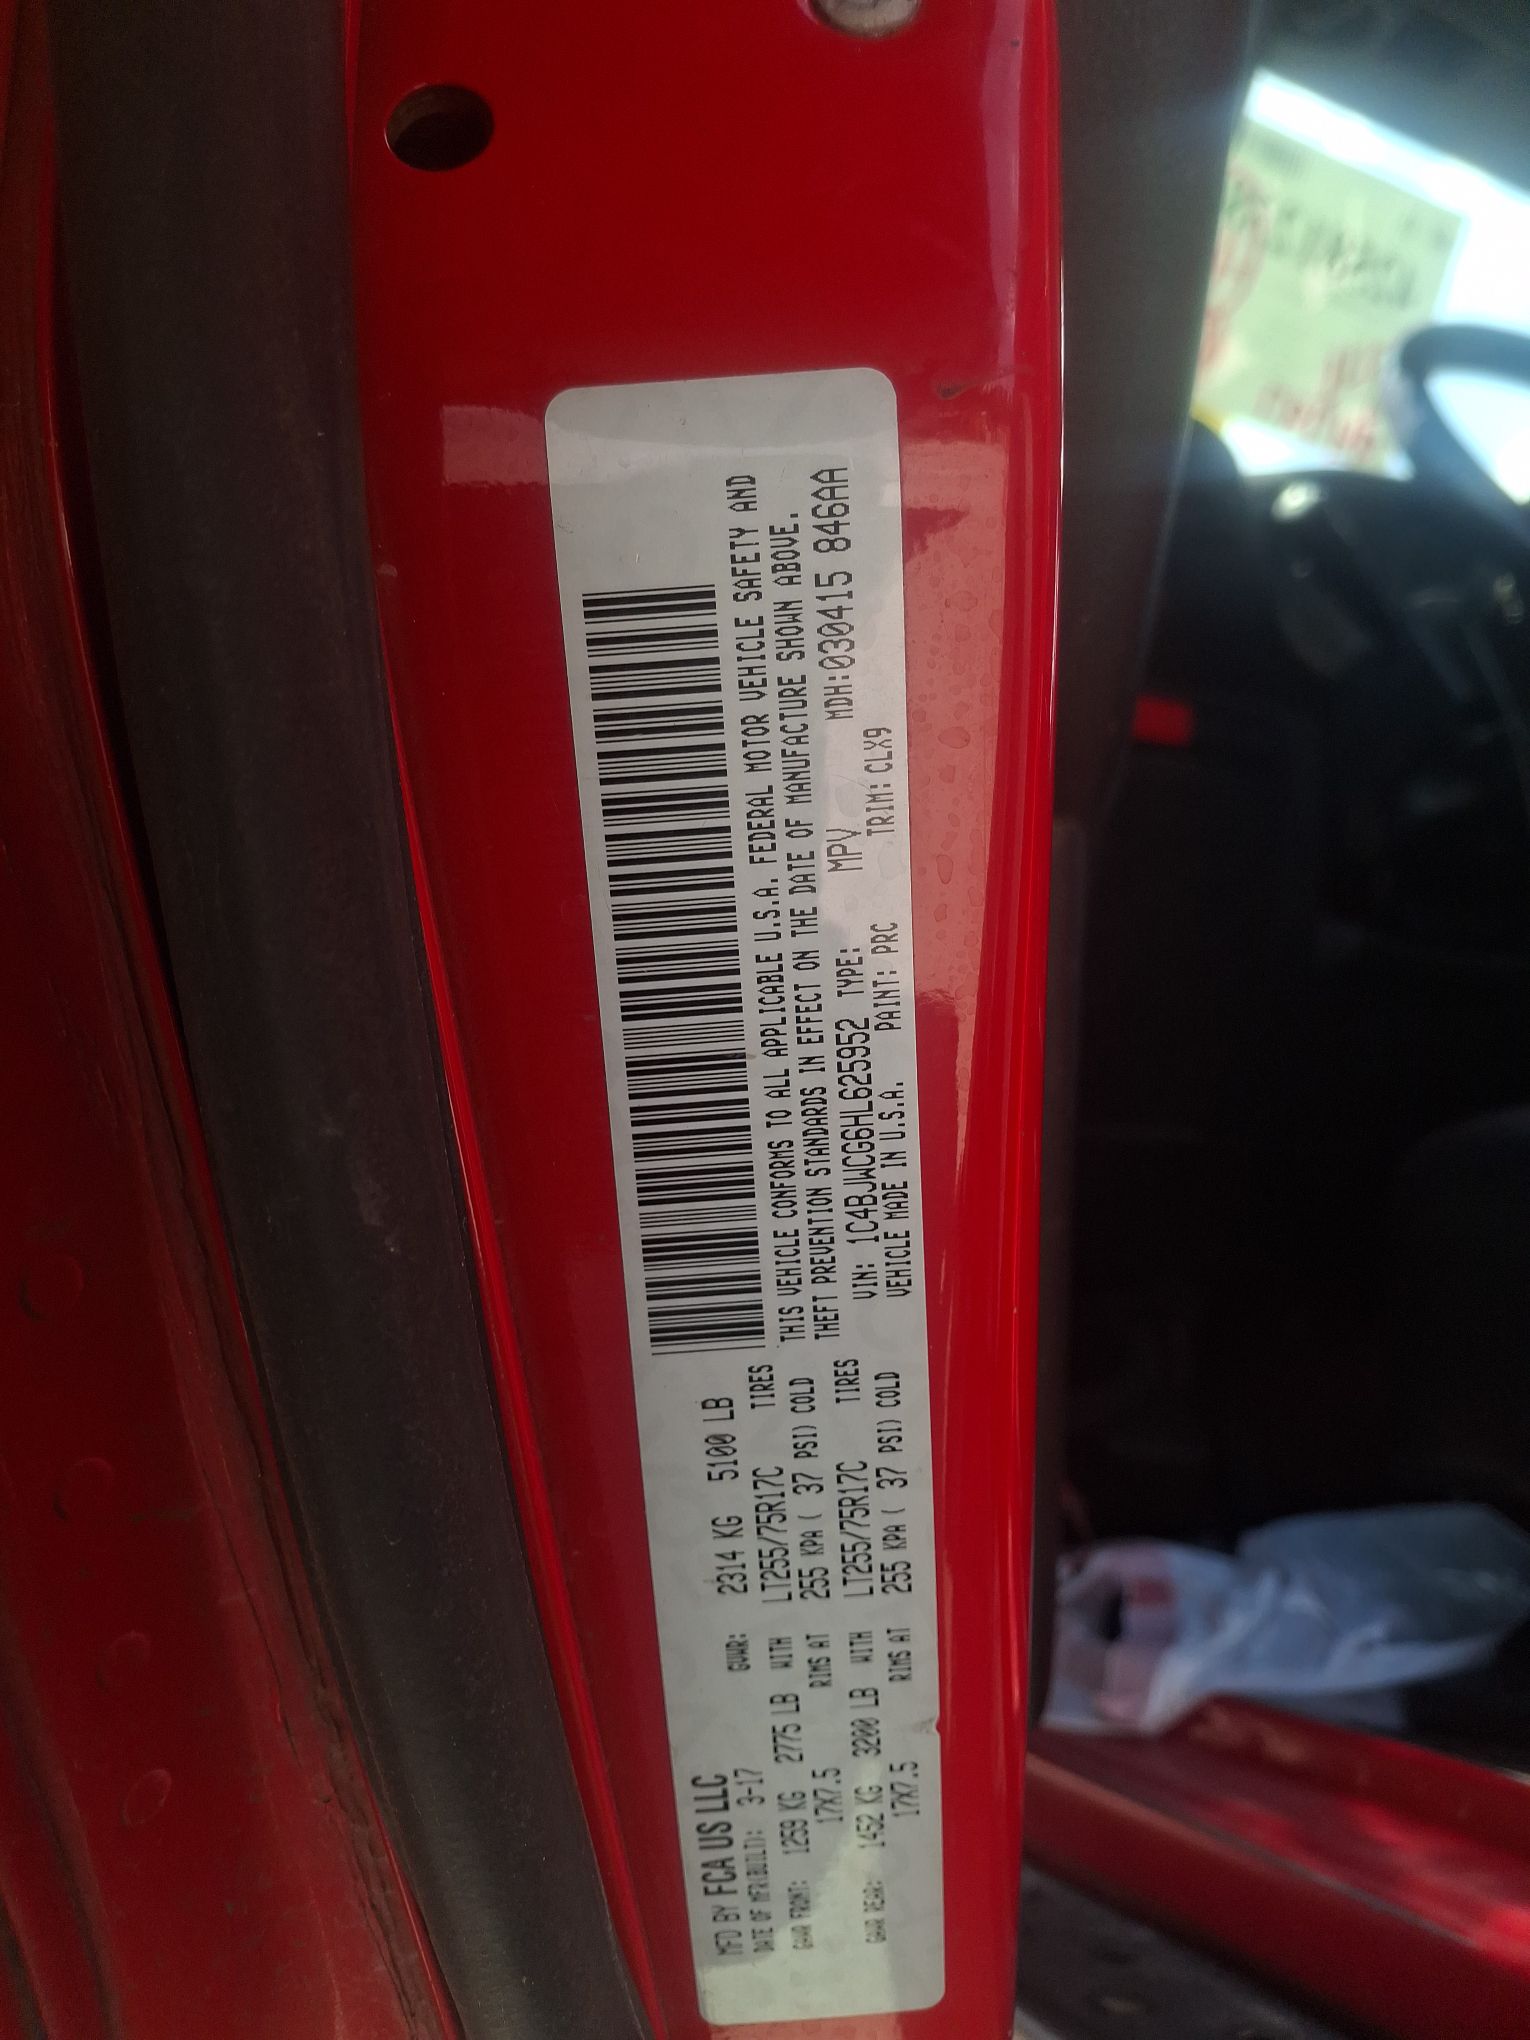 MFD BY FCA US LLC
DATE OF MFR(BUILT): 3-17 GVWR: 2314 KG 5100 LB
GAWR FRONT: 1259 KG 2775 LB WITH LT255/75R17C TIRES
17X7.5 RIMS AT 255 KPA ( 37 PSI) COLD
GAWR REAR: 1452 KG 3200 LB WITH LT255/75R17C TIRES
17X7.5 RIMS AT 255 KPA ( 37 PSI) COLD
THIS VEHICLE CONFORMS TO ALL APPLICABLE U.S.A. FEDERAL MOTOR VEHICLE SAFETY AND
THEFT PREVENTION STANDARDS IN EFFECT ON THE DATE OF MANUFACTURE SHOWN ABOVE.
VIN: 1C4BJWCG6HL625952 TYPE: MPV MDH:030415 846AA
VEHICLE MADE IN U.S.A. PAINT: PRC TRIM: CLX9